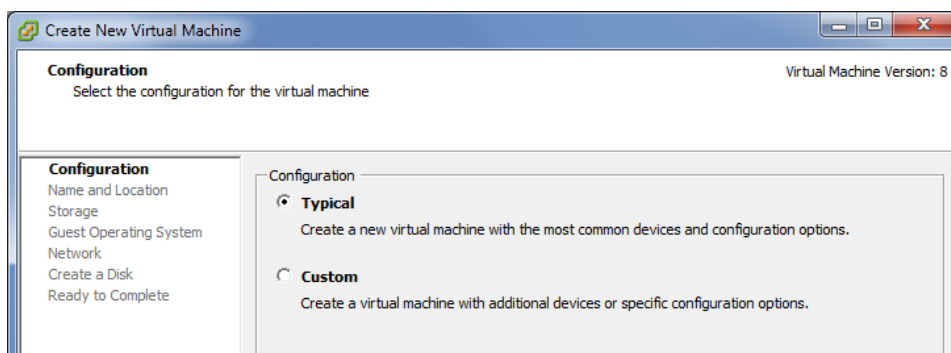 Create New Virtual Machine
Configuration
Virtual Machine Version: 8
Select the configuration for the virtual machine
Configuration
Name and Location
Storage
Guest Operating System
Network
Create a Disk
Ready to Complete
Configuration
Typical
Create a new virtual machine with the most common devices and configuration options.
Custom
Create a virtual machine with additional devices or specific configuration options.